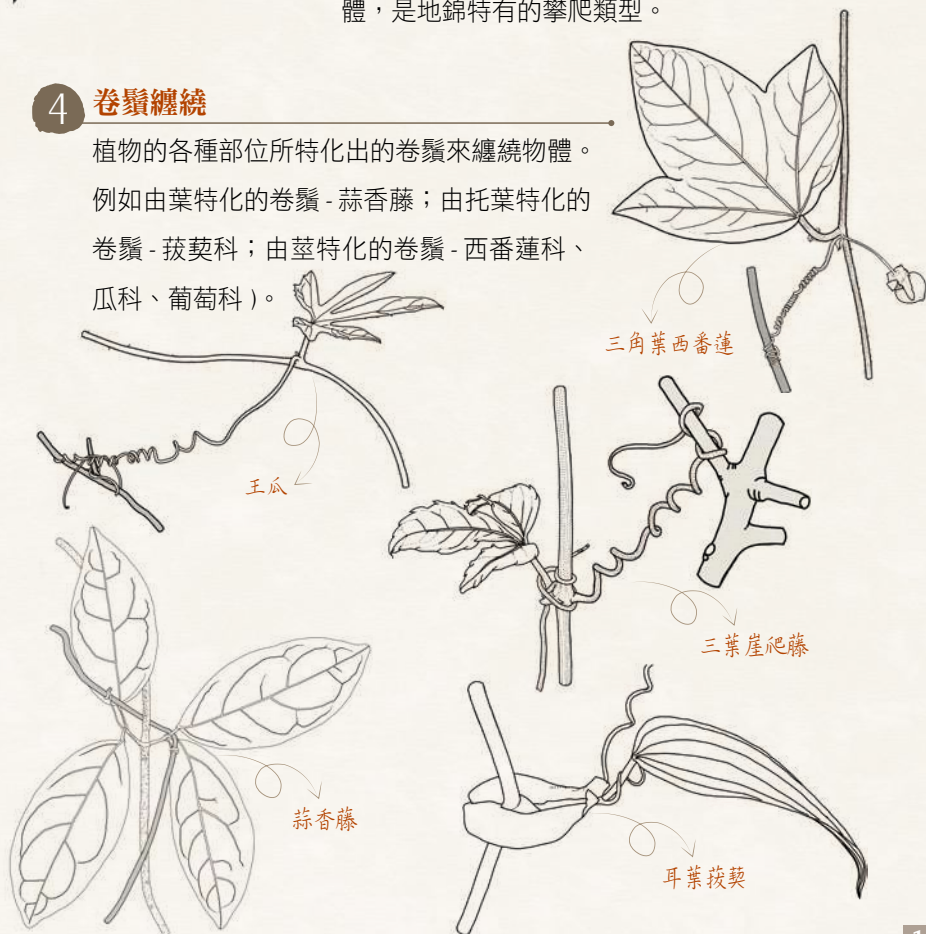 體，是地錦特有的攀爬類型。
4 卷鬚纏繞
植物的各種部位所特化出的卷鬚來纏繞物體。
例如由葉特化的卷鬚 - 蒜香藤；由托葉特化的
卷鬚 - 菝葜科；由莖特化的卷鬚 - 西番蓮科、
瓜科、葡萄科 )。
三角葉西番蓮
王瓜
三葉崖爬藤
蒜香藤
耳葉菝葜